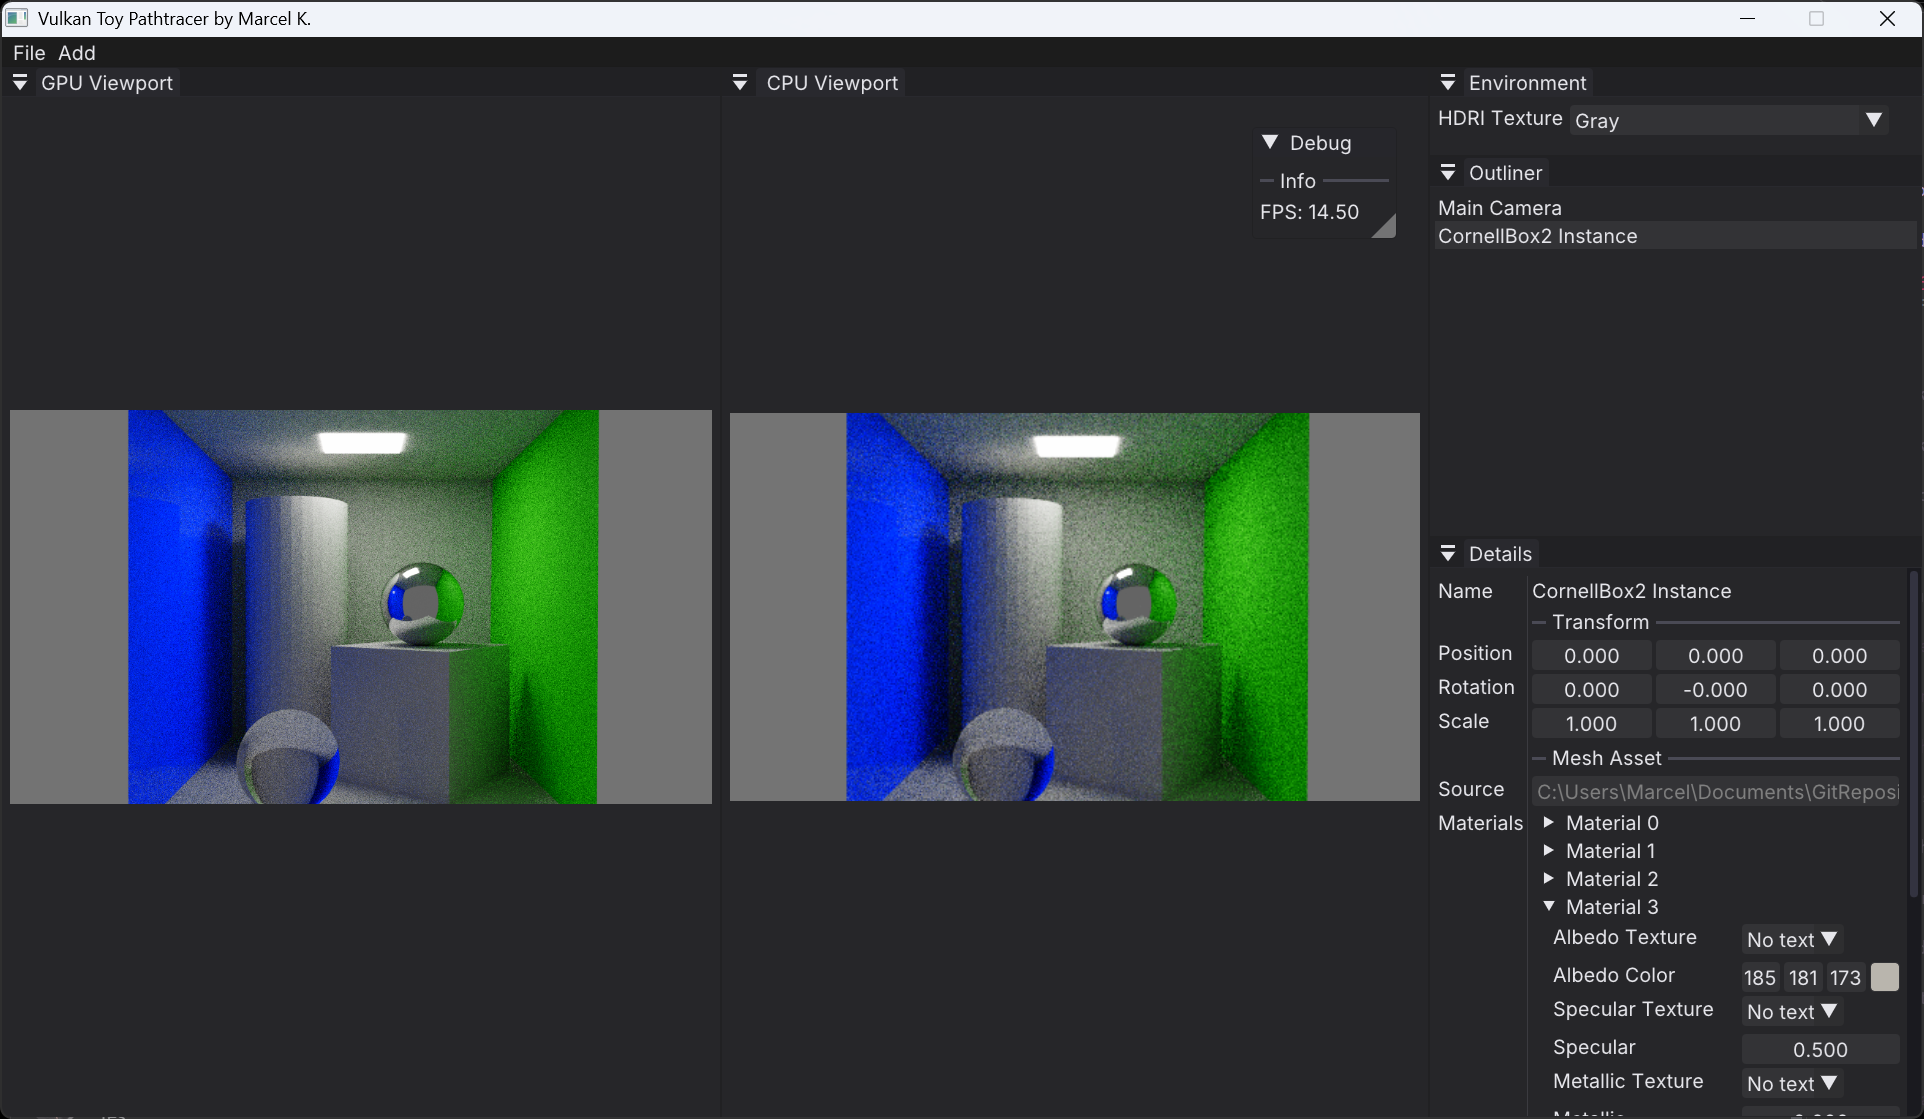 Vulkan Toy Pathtracer by Marcel K.
File Add
GPU Viewport
CPU Viewport
Debug
Info
FPS: 14.50
Environment
HDRI Texture Gray
Outliner
Main Camera
CornellBox2 Instance
Details
Name CornellBox2 Instance
Transform
Position 0.000 0.000 0.000
Rotation 0.000 -0.000 0.000
Scale 1.000 1.000 1.000
Mesh Asset
Source C:\Users\Marcel\Documents\GitReposi
Materials Material 0
Material 1
Material 2
Material 3
Albedo Texture No text
Albedo Color 185 181 173
Specular Texture No text
Specular 0.500
Metallic Texture No text